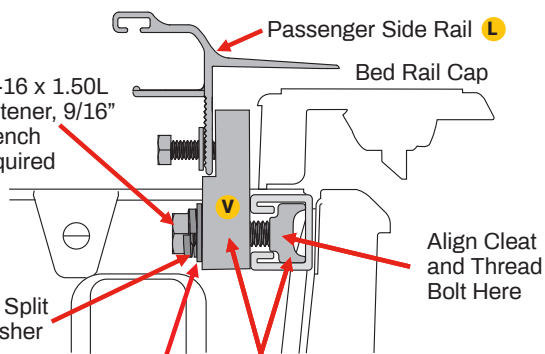 Passenger Side Rail L
Bed Rail Cap
-16 x 1.50L
tener, 9/16”
ench
quired
V
Align Cleat
and Thread
Bolt Here
Split
sher